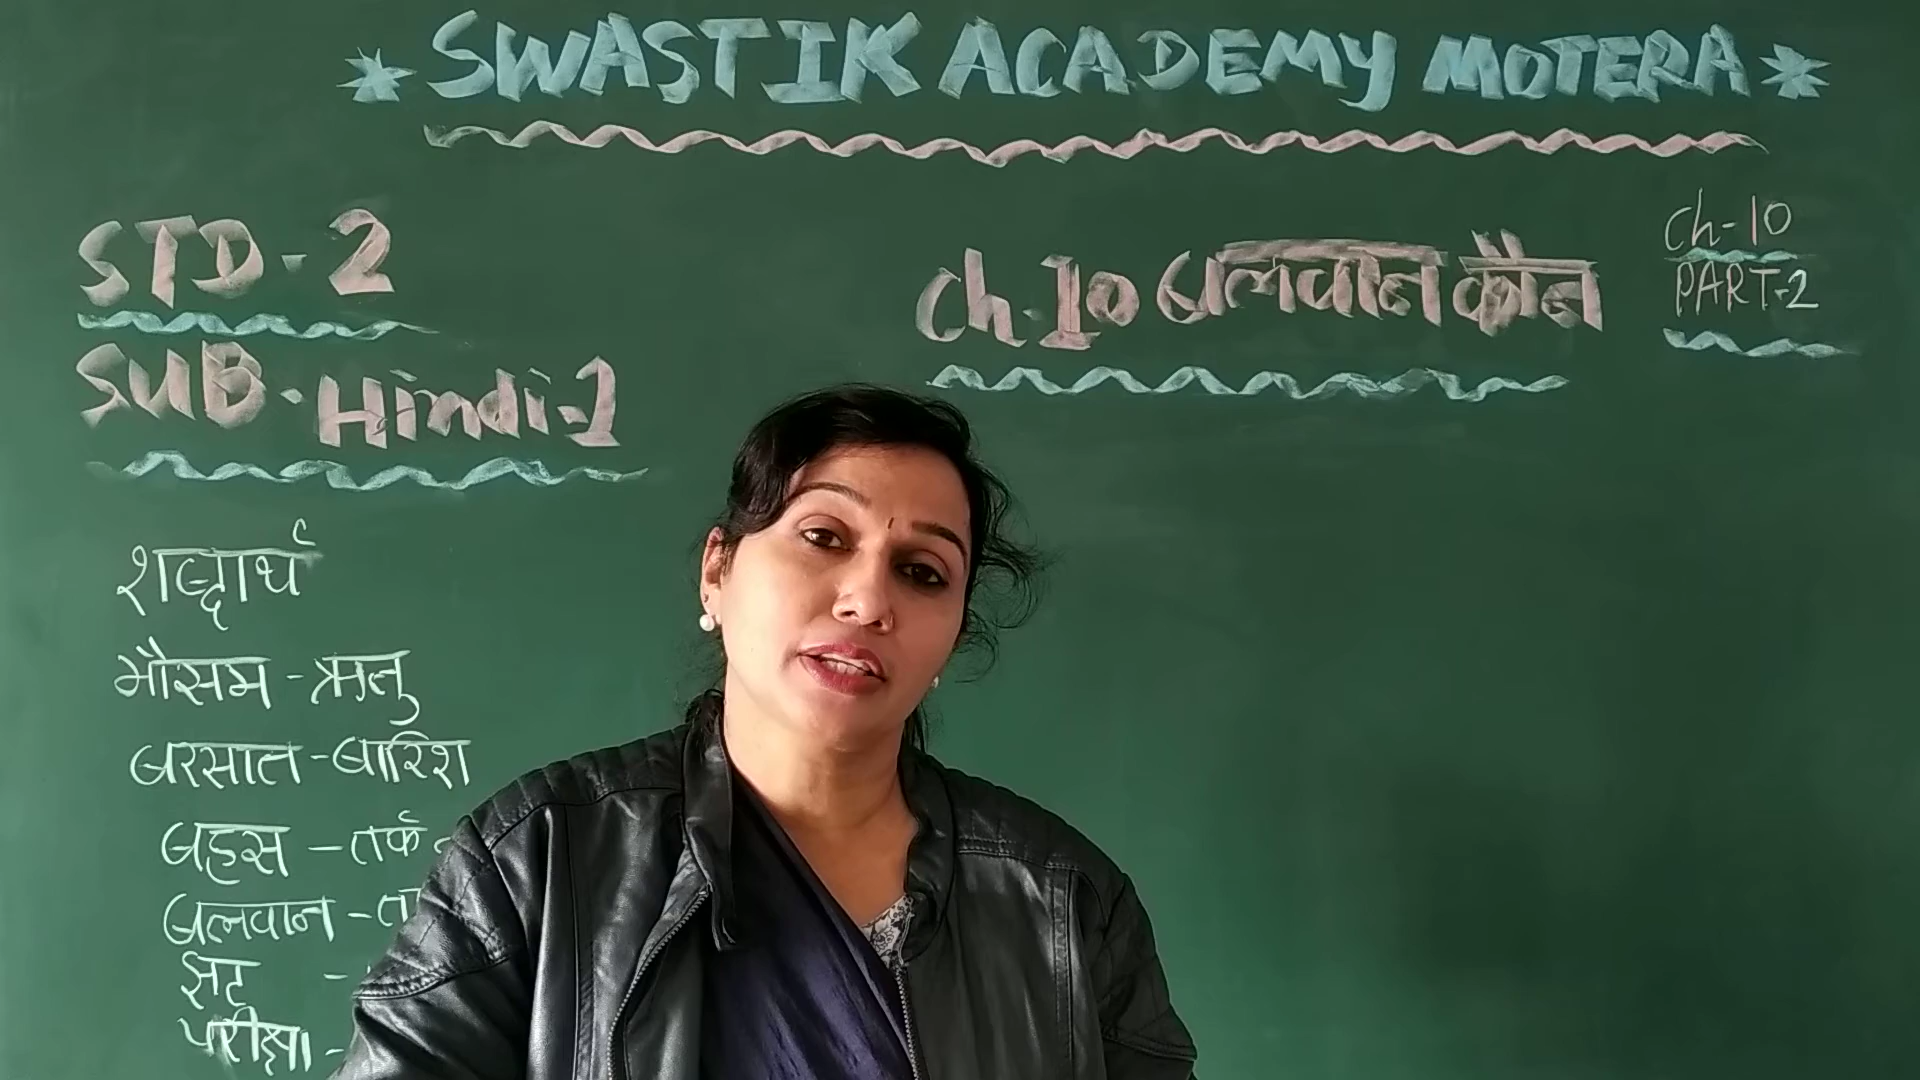 * SWASTIK ACADEMY MOTERA *
STD-2
SUB-Hindi-1
Ch-10 बलवान कौन
Ch-10
PART-2
शब्दार्थ
मौसम - ऋतु
बरसात - बारिश
बहस - तर्क
बलवान - ता
झट -
परीक्षा -